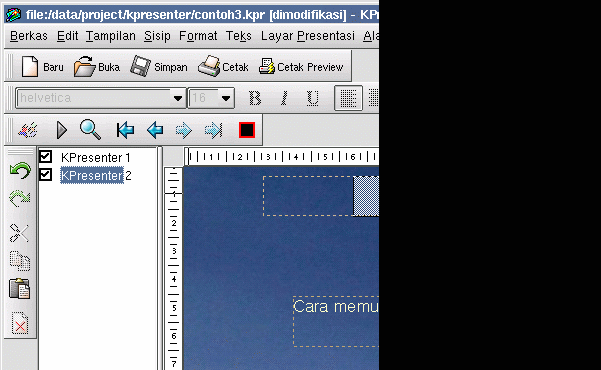 file:/data/project/kpresenter/contoh3.kpr [dimodifikasi] - KP
Berkas Edit Tampilan Sisip Format Teks Layar Presentasi Ala
Baru Buka Simpan Cetak Cetak Preview
helvetica 16 B I U
KPresenter 1
KPresenter 2
1 2 3 4 5 6
Cara memu
1
2
3
4
5
6
7